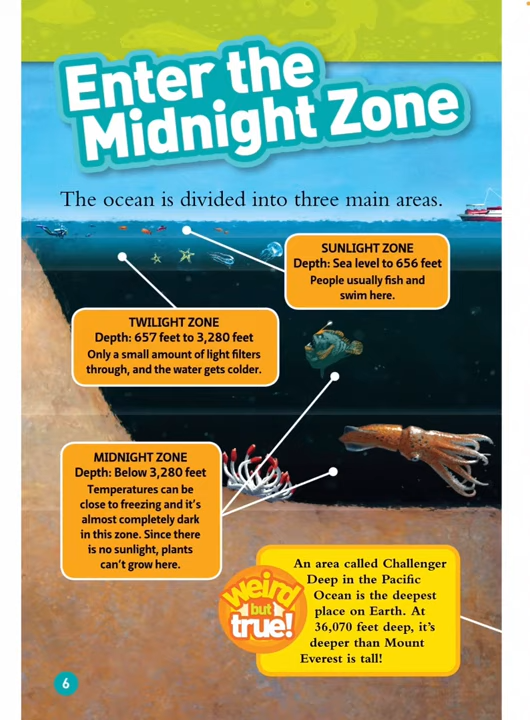 Enter the
Midnight Zone
The ocean is divided into three main areas.
SUNLIGHT ZONE
Depth: Sea level to 656 feet
People usually fish and
swim here.
TWILIGHT ZONE
Depth: 657 feet to 3,280 feet
Only a small amount of light filters
through, and the water gets colder.
MIDNIGHT ZONE
Depth: Below 3,280 feet
Temperatures can be
close to freezing and it’s
almost completely dark
in this zone. Since there
is no sunlight, plants
can’t grow here.
weird
but
true!
An area called Challenger
Deep in the Pacific
Ocean is the deepest
place on Earth. At
36,070 feet deep, it’s
deeper than Mount
Everest is tall!
6